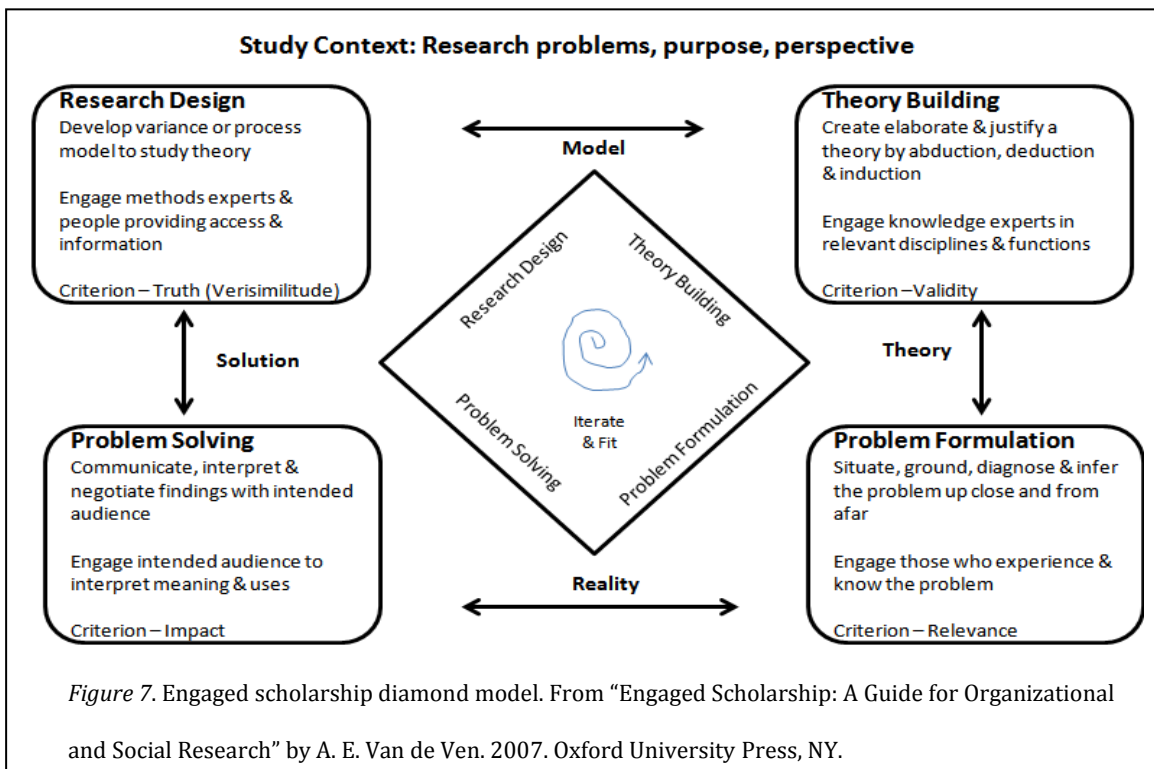 Study Context: Research problems, purpose, perspective
Research Design
Develop variance or process
model to study theory
Engage methods experts &
people providing access &
information
Criterion – Truth (Verisimilitude)
Model
Theory Building
Create elaborate & justify a
theory by abduction, deduction
& induction
Engage knowledge experts in
relevant disciplines & functions
Criterion –Validity
Research Design
Theory Building
Solution
Theory
Iterate
& Fit
Problem Solving
Problem Formulation
Problem Solving
Communicate, interpret &
negotiate findings with intended
audience
Engage intended audience to
interpret meaning & uses
Criterion – Impact
Reality
Problem Formulation
Situate, ground, diagnose & infer
the problem up close and from
afar
Engage those who experience &
know the problem
Criterion – Relevance
Figure 7. Engaged scholarship diamond model. From “Engaged Scholarship: A Guide for Organizational
and Social Research” by A. E. Van de Ven. 2007. Oxford University Press, NY.